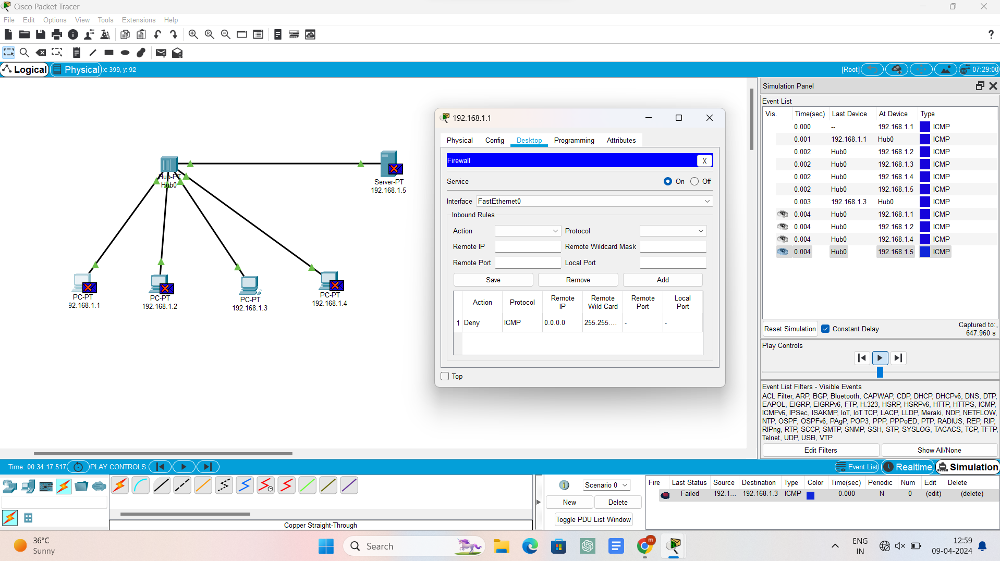 Cisco Packet Tracer
File Edit Options View Tools Extensions Help
?
Logical Physical x: 399, y: 92 [Root] 07:29:00
Hub-PT
Hub0
Server-PT
192.168.1.5
PC-PT
92.168.1.1
PC-PT
192.168.1.2
PC-PT
192.168.1.3
PC-PT
192.168.1.4
192.168.1.1
Physical Config Desktop Programming Attributes
Firewall X
Service On Off
Interface FastEthernet0
Inbound Rules
Action Protocol
Remote IP Remote Wildcard Mask
Remote Port Local Port
Save Remove Add
Action Protocol Remote IP Remote Wild Card Remote Port Local Port
1 Deny ICMP 0.0.0.0 255.255.... - -
Top
Simulation Panel
Event List
Vis. Time(sec) Last Device At Device Type
0.000 -- 192.168.1.1 ICMP
0.001 192.168.1.1 Hub0 ICMP
0.002 Hub0 192.168.1.2 ICMP
0.002 Hub0 192.168.1.3 ICMP
0.002 Hub0 192.168.1.4 ICMP
0.002 Hub0 192.168.1.5 ICMP
0.003 192.168.1.3 Hub0 ICMP
0.004 Hub0 192.168.1.1 ICMP
0.004 Hub0 192.168.1.2 ICMP
0.004 Hub0 192.168.1.4 ICMP
0.004 Hub0 192.168.1.5 ICMP
Reset Simulation Constant Delay Captured to:
647.960 s
Play Controls
Event List Filters - Visible Events
ACL Filter, ARP, BGP, Bluetooth, CAPWAP, CDP, DHCP, DHCPv6, DNS, DTP,
EAPOL, EIGRP, EIGRPv6, FTP, H.323, HSRP, HSRPv6, HTTP, HTTPS, ICMP,
ICMPv6, IPSec, ISAKMP, IoT, IoT TCP, LACP, LLDP, Meraki, NDP, NETFLOW,
NTP, OSPF, OSPFv6, PAgP, POP3, PPP, PPPoED, PTP, RADIUS, REP, RIP,
RIPng, RTP, SCCP, SMTP, SNMP, SSH, STP, SYSLOG, TACACS, TCP, TFTP,
Telnet, UDP, USB, VTP
Edit Filters Show All/None
Time: 00:34:17.517 PLAY CONTROLS: Event List Realtime Simulation
Scenario 0
New Delete
Toggle PDU List Window
Fire Last Status Source Destination Type Color Time(sec) Periodic Num Edit Delete
Failed 192.1... 192.168.1.3 ICMP 0.000 N 0 (edit) (delete)
Copper Straight-Through
36°C
Sunny
Search
m
ENG
IN
12:59
09-04-2024